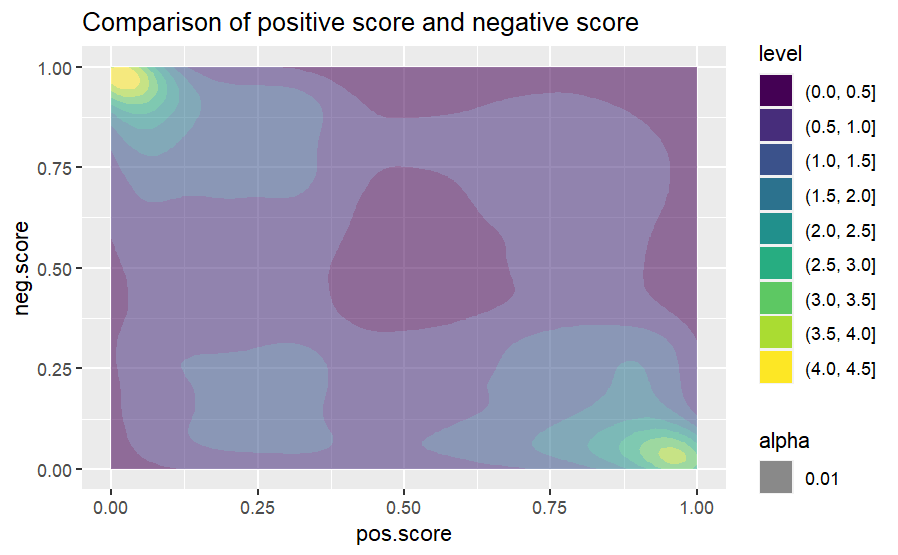 Comparison of positive score and negative score
1.00
0.75
0.50
0.25
0.00
neg.score
0.00 0.25 0.50 0.75 1.00
pos.score
level
(0.0, 0.5]
(0.5, 1.0]
(1.0, 1.5]
(1.5, 2.0]
(2.0, 2.5]
(2.5, 3.0]
(3.0, 3.5]
(3.5, 4.0]
(4.0, 4.5]
alpha
0.01